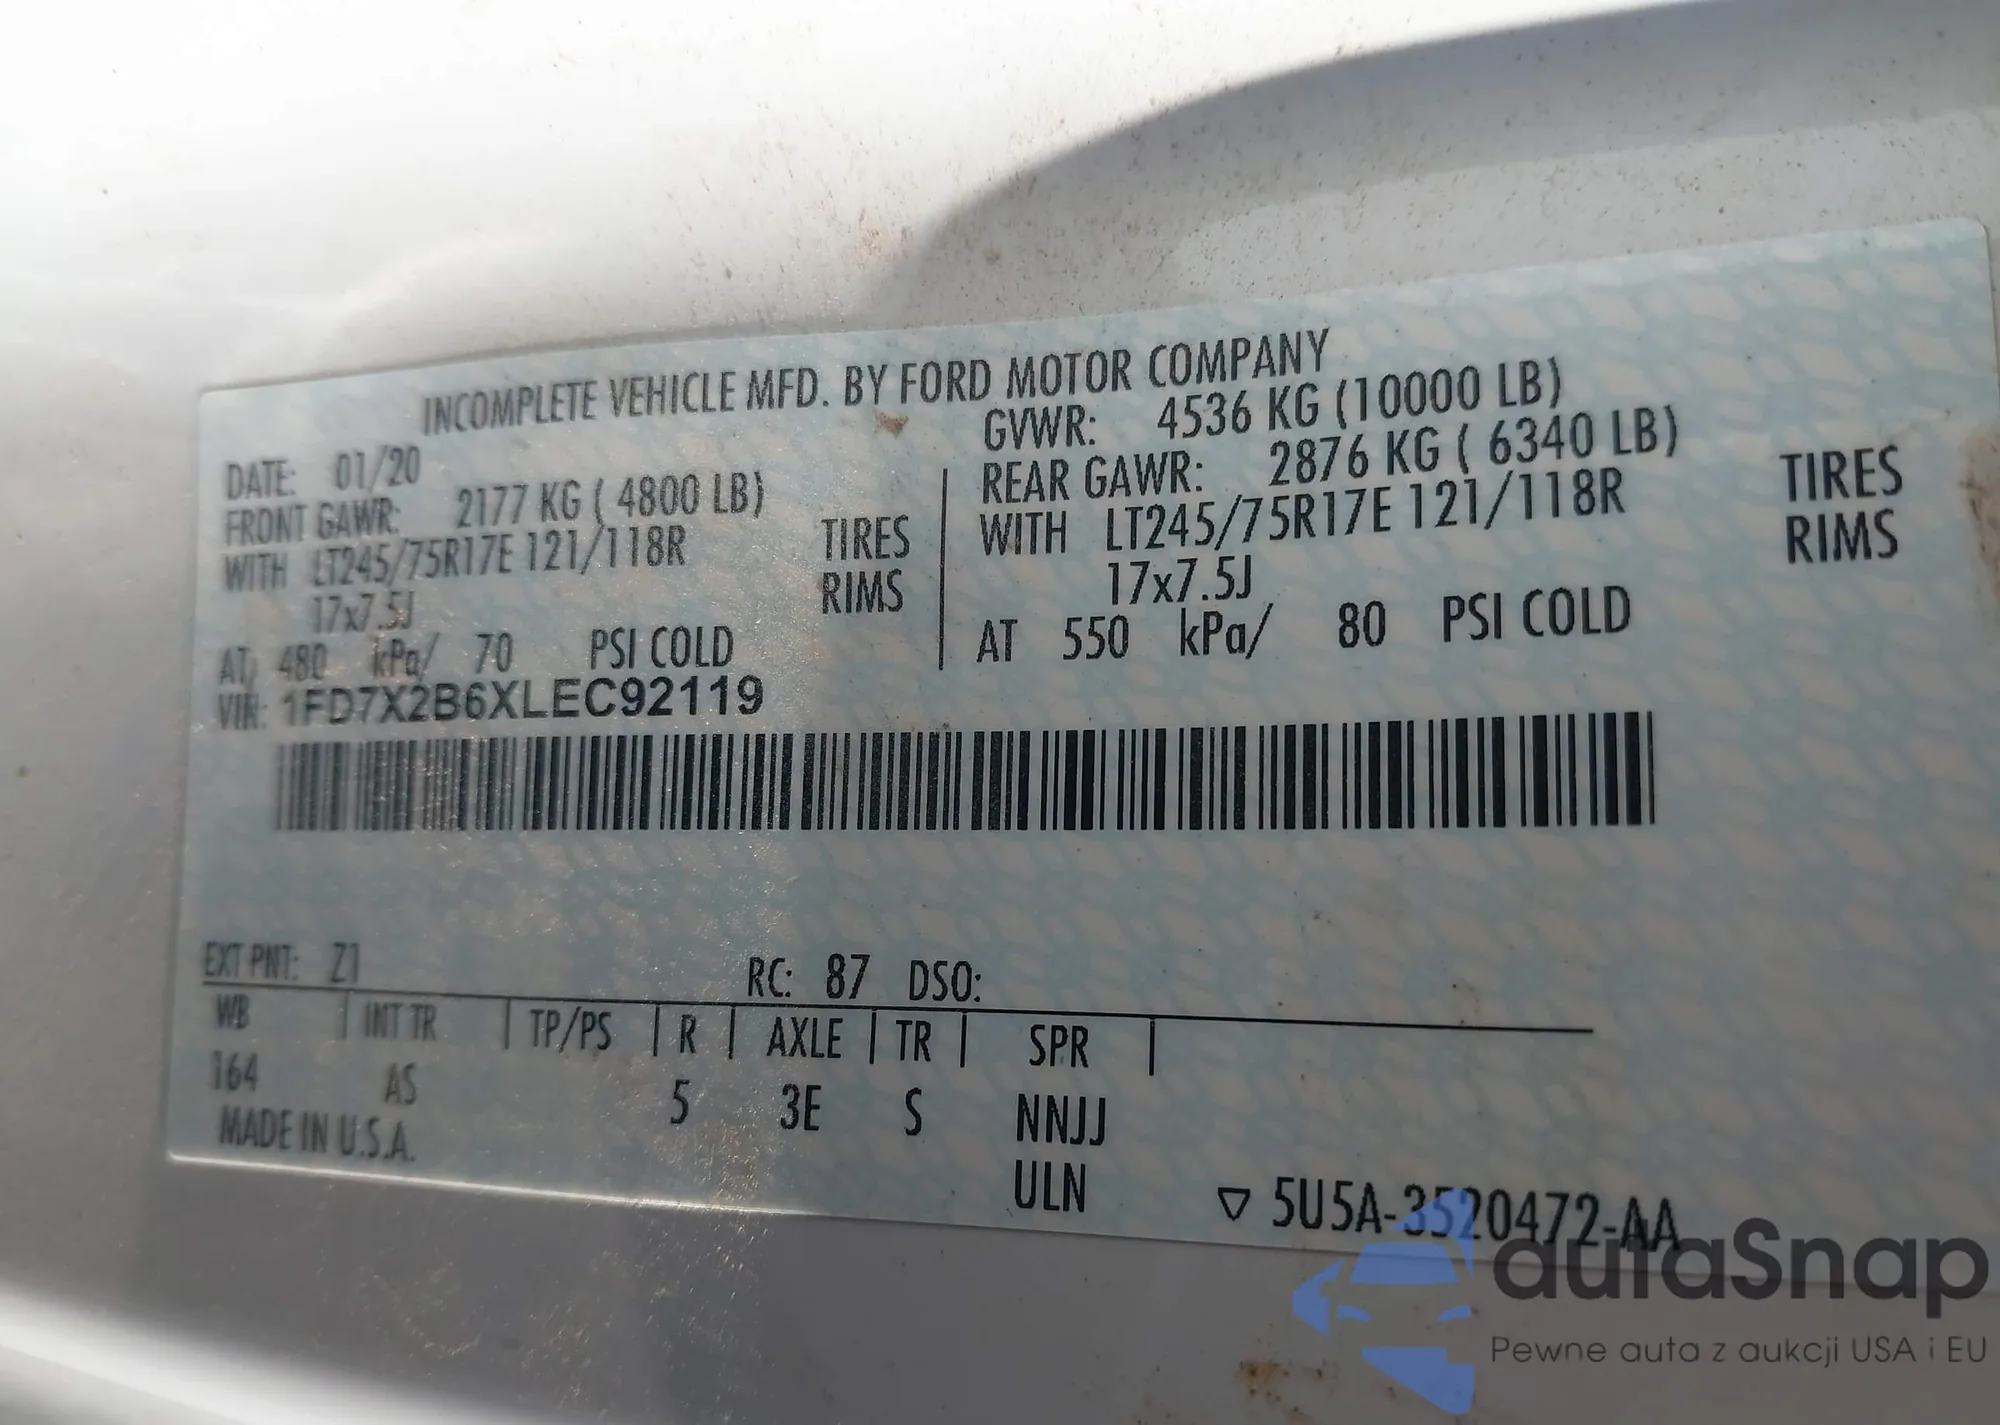 INCOMPLETE VEHICLE MFD. BY FORD MOTOR COMPANY
DATE: 01/20
GVWR: 4536 KG (10000 LB)
FRONT GAWR: 2177 KG ( 4800 LB)
REAR GAWR: 2876 KG ( 6340 LB)
WITH LT245/75R17E 121/118R TIRES
WITH LT245/75R17E 121/118R TIRES
17x7.5J RIMS
17x7.5J RIMS
AT 480 kPa/ 70 PSI COLD
AT 550 kPa/ 80 PSI COLD
VIN: 1FD7X2B6XLEC92119
EXT PNT: Z1 RC: 87 DSO:
WB | INT TR | TP/PS | R | AXLE | TR | SPR |
164 AS 5 3E S NNJJ
MADE IN U.S.A. ULN
▽ 5U5A-3520472-AA
autaSnap
Pewne auta z aukcji USA i EU